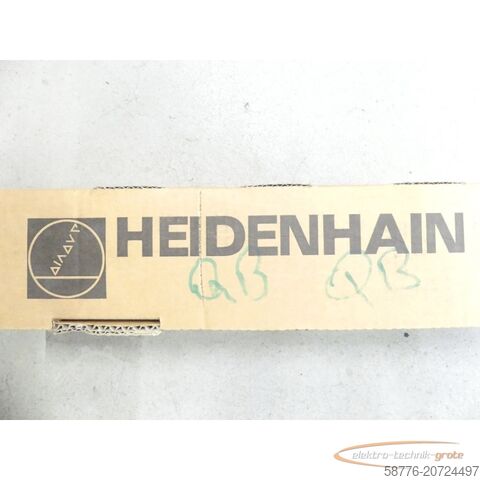 HEIDENHAIN
QB QB
elektro-technik-grote
58776-20724497